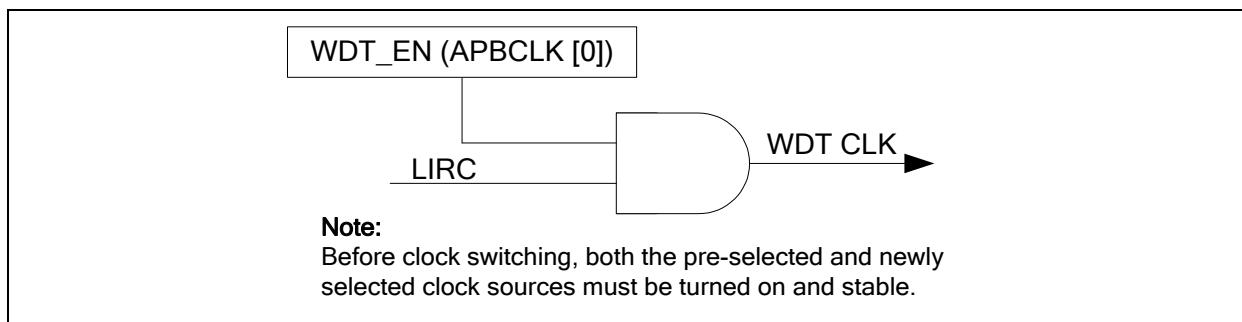 WDT_EN (APBCLK [0])
WDT CLK
LIRC
Note:
Before clock switching, both the pre-selected and newly
selected clock sources must be turned on and stable.